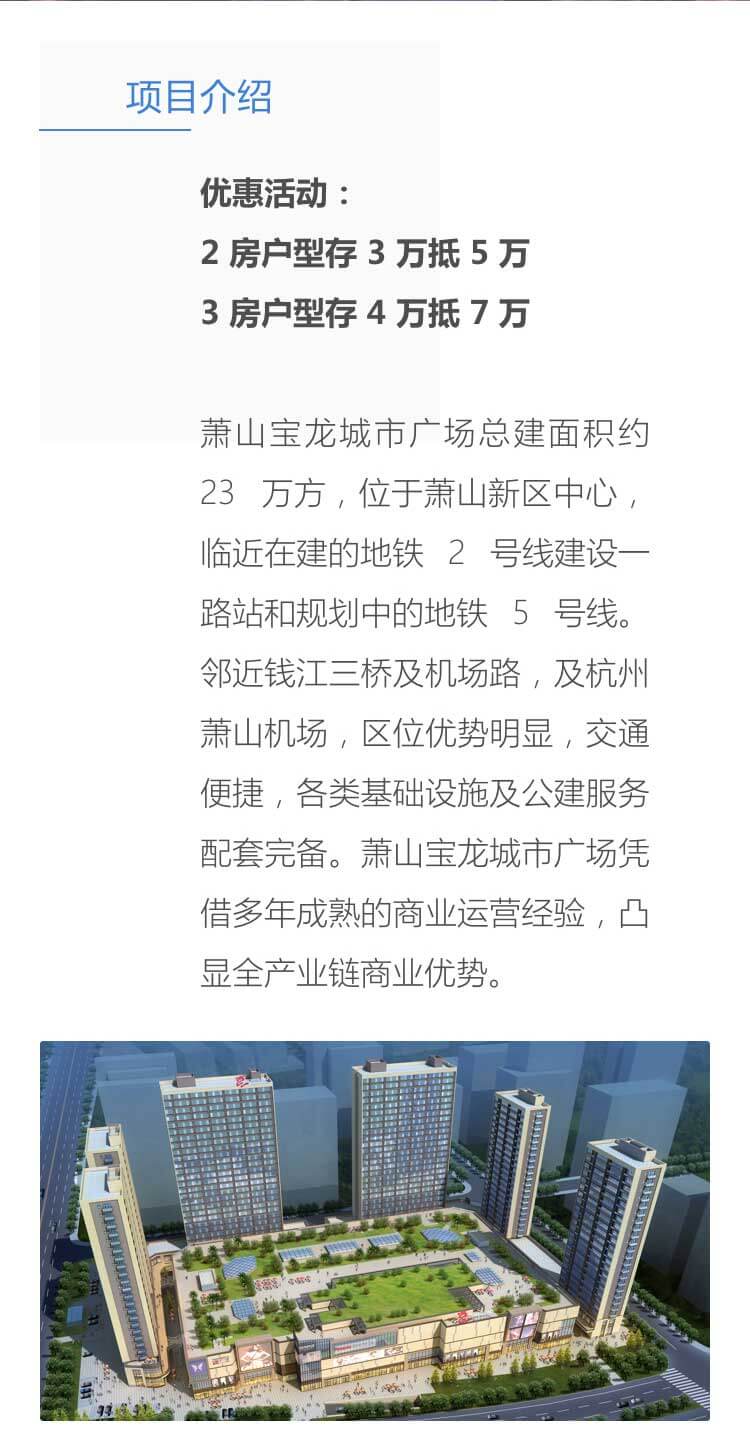 项目介绍
优惠活动：
2 房户型存 3 万抵 5 万
3 房户型存 4 万抵 7 万
萧山宝龙城市广场总建面积约
23 万方，位于萧山新区中心，
临近在建的地铁 2 号线建设一
路站和规划中的地铁 5 号线。
邻近钱江三桥及机场路，及杭州
萧山机场，区位优势明显，交通
便捷，各类基础设施及公建服务
配套完备。萧山宝龙城市广场凭
借多年成熟的商业运营经验，凸
显全产业链商业优势。